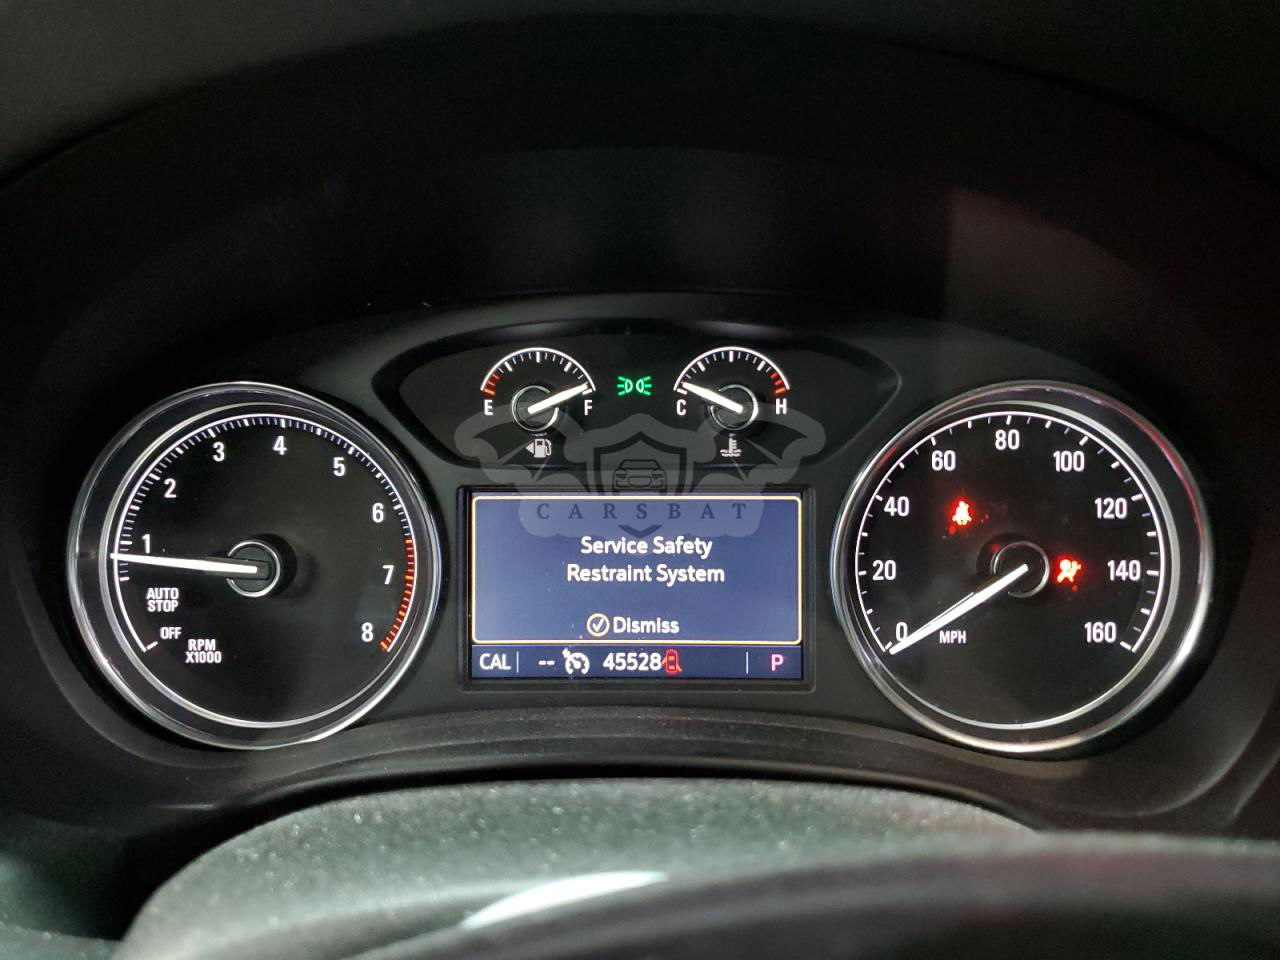 E F
C H
CARSBAT
1 2 3 4 5 6 7 8
AUTO
STOP
OFF
RPM
X1000
Service Safety
Restraint System
Dismiss
CAL -- 45528 P
0 20 40 60 80 100 120 140 160
MPH